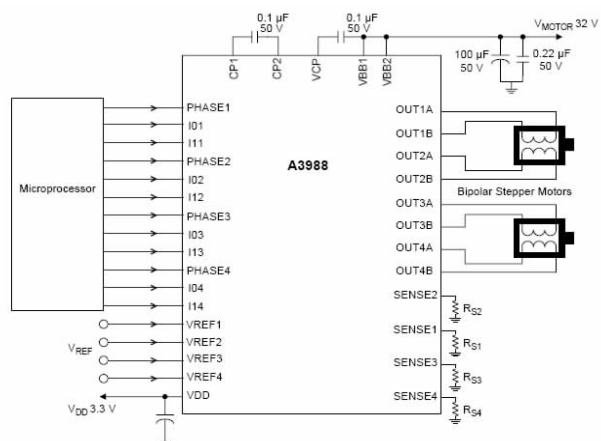 0.1 µF
50 V
0.1 µF
50 V
VMOTOR 32 V
100 µF
50 V
0.22 µF
50 V
CP1
CP2
VCP
VBB1
VBB2
Microprocessor
PHASE1
I01
I11
PHASE2
I02
I12
PHASE3
I03
I13
PHASE4
I04
I14
VREF
VREF1
VREF2
VREF3
VREF4
VDD 3.3 V
VDD
A3988
OUT1A
OUT1B
OUT2A
OUT2B
Bipolar Stepper Motors
OUT3A
OUT3B
OUT4A
OUT4B
SENSE2
RS2
SENSE1
RS1
SENSE3
RS3
SENSE4
RS4